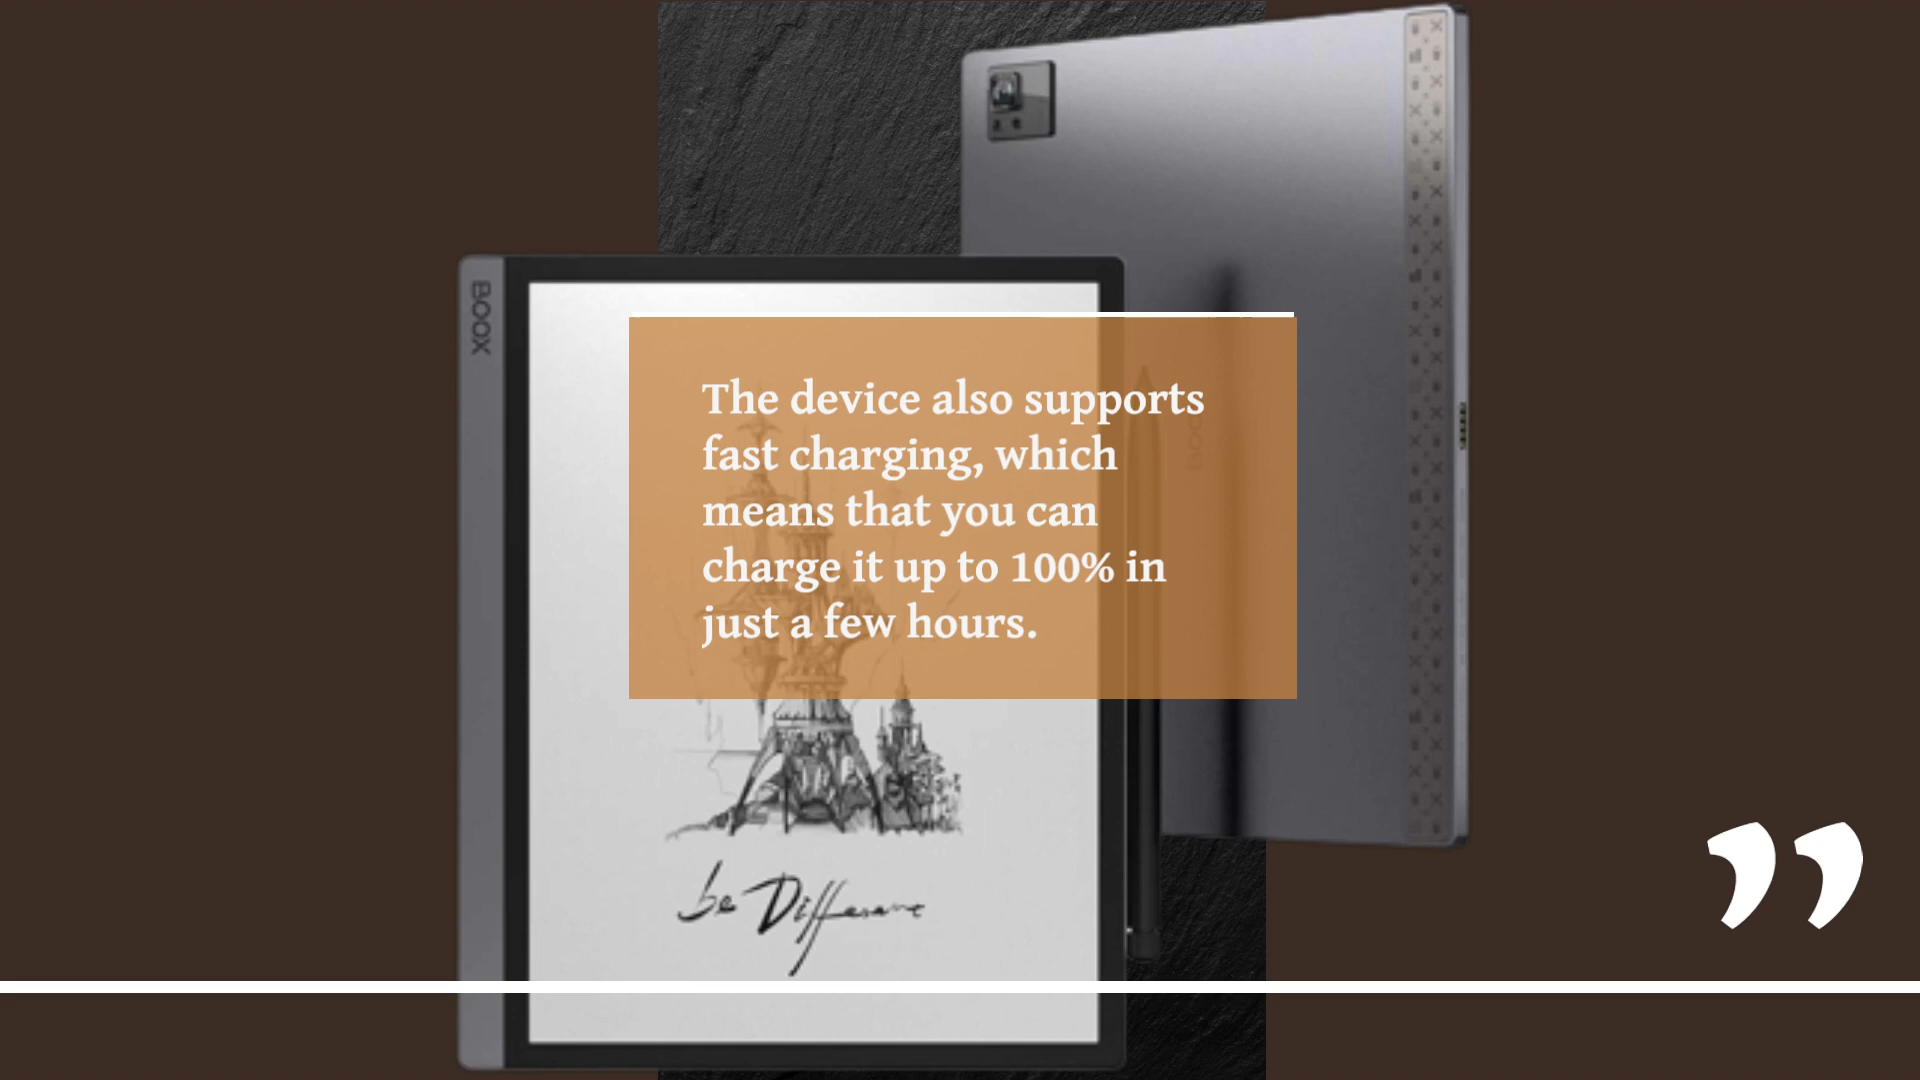 BOOX
The device also supports
fast charging, which
means that you can
charge it up to 100% in
just a few hours.
be Different
”